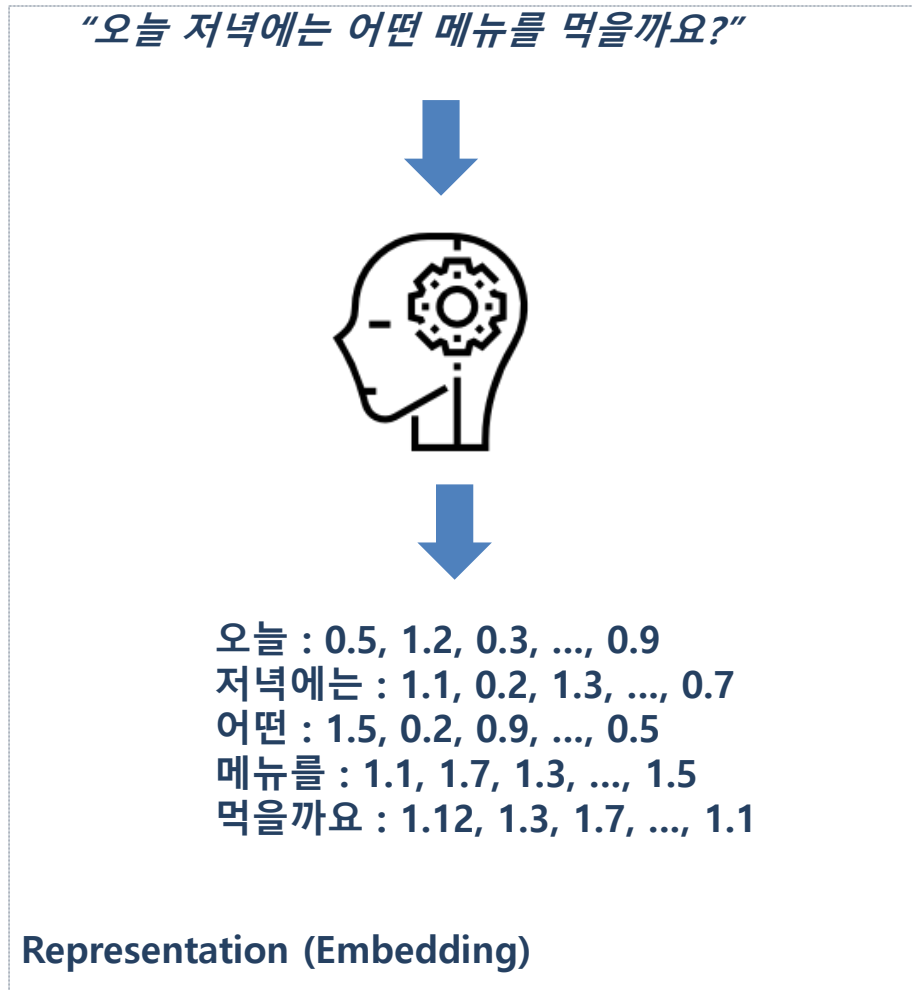 “오늘 저녁에는 어떤 메뉴를 먹을까요?”
오늘 : 0.5, 1.2, 0.3, ..., 0.9
저녁에는 : 1.1, 0.2, 1.3, ..., 0.7
어떤 : 1.5, 0.2, 0.9, ..., 0.5
메뉴를 : 1.1, 1.7, 1.3, ..., 1.5
먹을까요 : 1.12, 1.3, 1.7, ..., 1.1
Representation (Embedding)